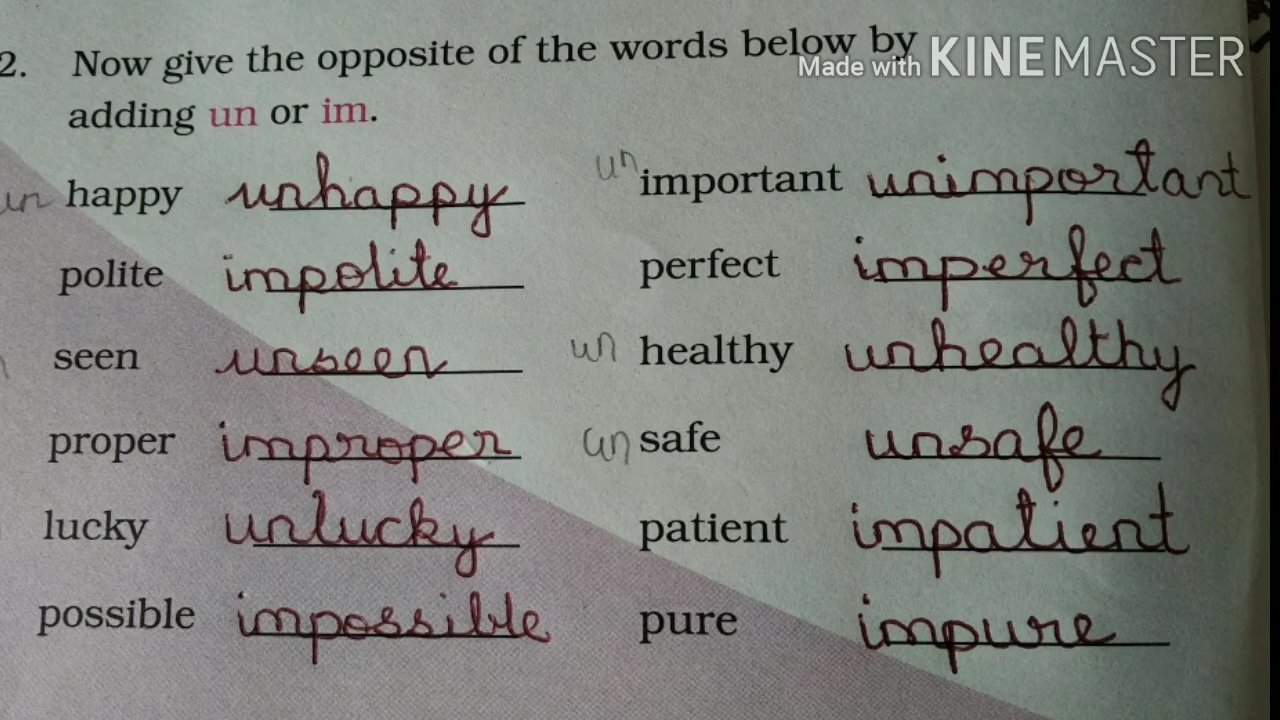 2. Now give the opposite of the words below by
Made with KINEMASTER
adding un or im.
un happy unhappy un important unimportant
polite impolite perfect imperfect
seen unseen un healthy unhealthy
proper improper un safe unsafe
lucky unlucky patient impatient
possible impossible pure impure